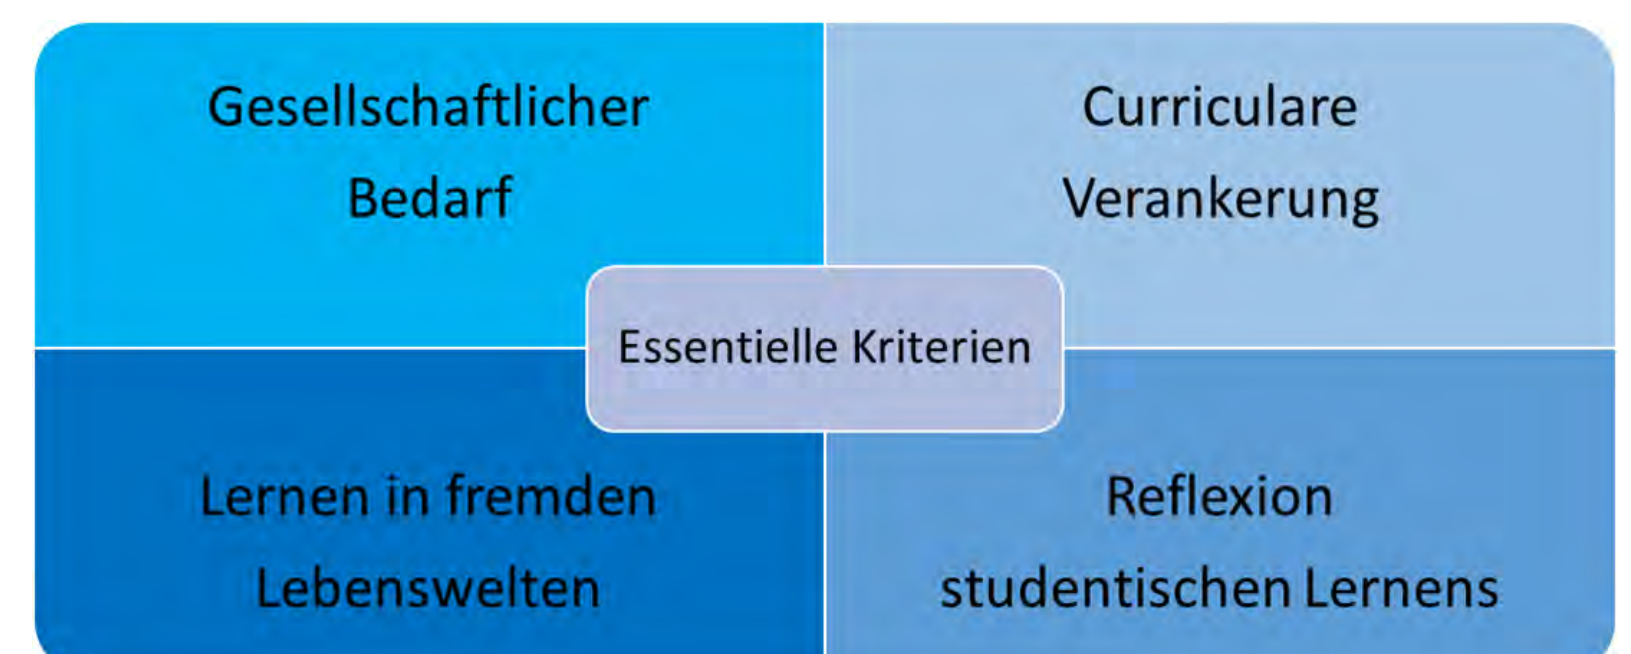 Gesellschaftlicher
Bedarf
Curriculare
Verankerung
Essentielle Kriterien
Lernen in fremden
Lebenswelten
Reflexion
studentischen Lernens